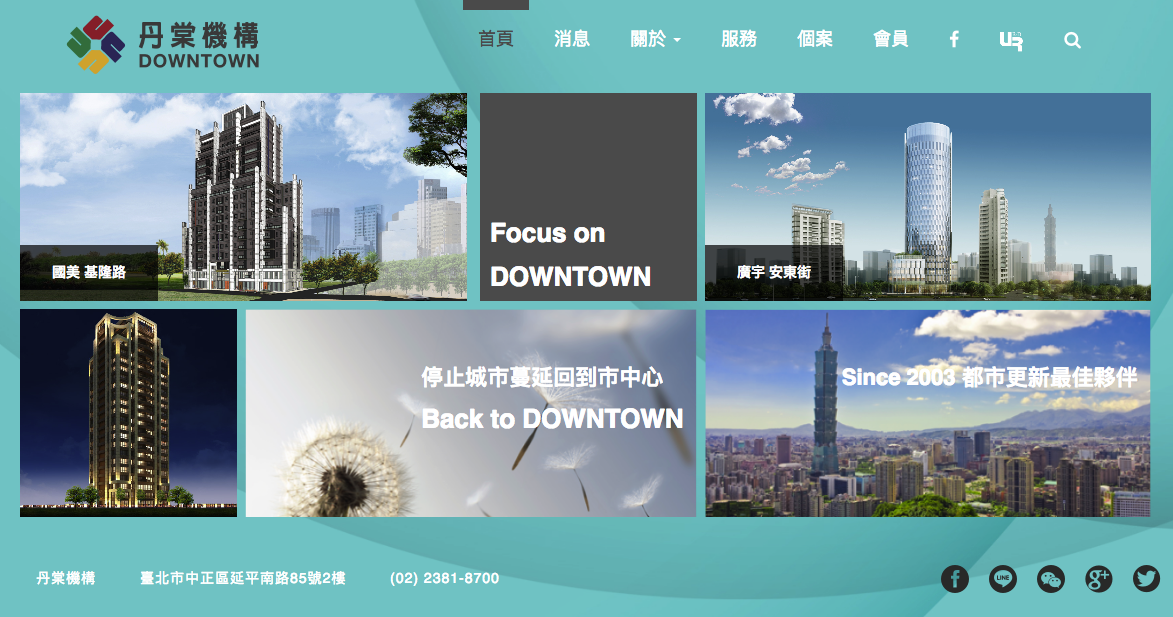 丹棠機構
DOWNTOWN
首頁 消息 關於 服務 個案 會員
國美 基隆路
Focus on
DOWNTOWN
廣宇 安東街
停止城市蔓延回到市中心
Back to DOWNTOWN
Since 2003 都市更新最佳夥伴
丹棠機構 臺北市中正區延平南路85號2樓 (02) 2381-8700
LINE